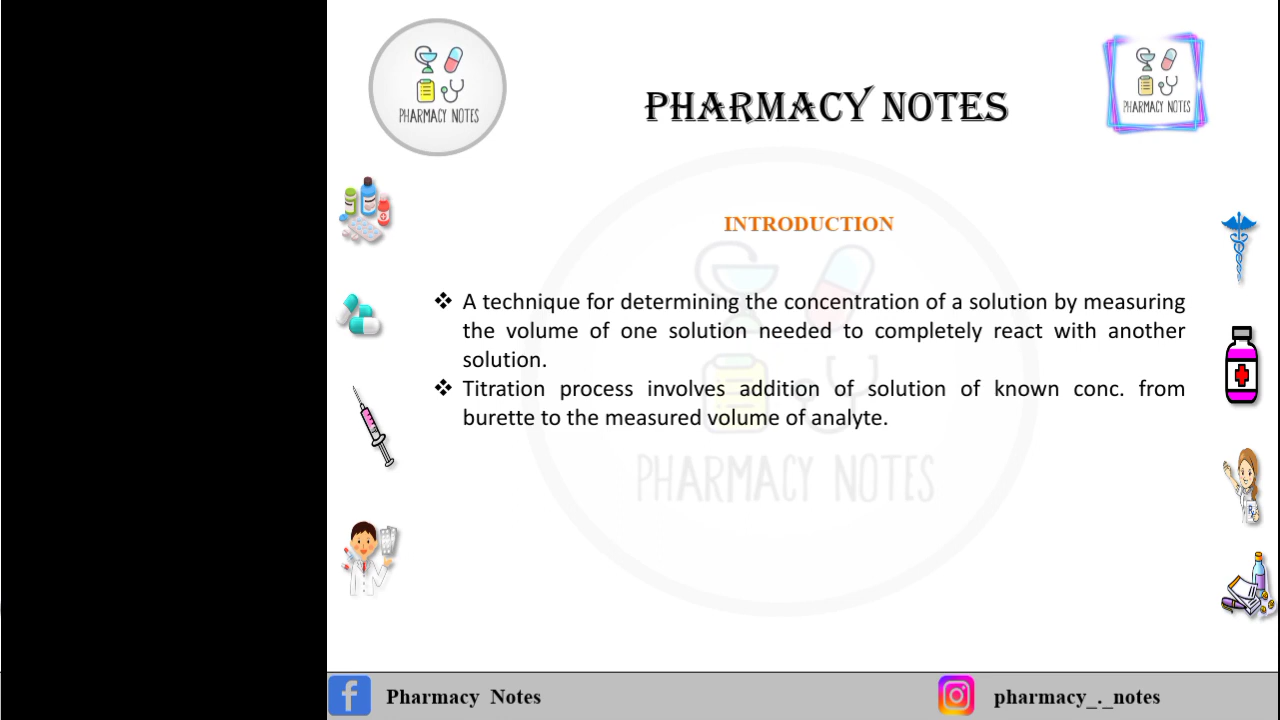 PHARMACY NOTES
PHARMACY NOTES
PHARMACY NOTES
INTRODUCTION
❖ A technique for determining the concentration of a solution by measuring
the volume of one solution needed to completely react with another
solution.
❖ Titration process involves addition of solution of known conc. from
burette to the measured volume of analyte.
PHARMACY NOTES
Pharmacy Notes
pharmacy_._notes